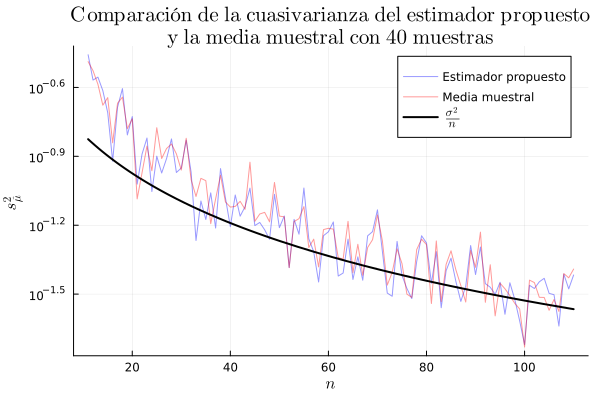 Comparación de la cuasivarianza del estimador propuesto
y la media muestral con 40 muestras
Estimador propuesto
Media muestral
σ²/n
10⁻⁰·⁶
10⁻⁰·⁹
10⁻¹·²
10⁻¹·⁵
s²_μ̂
20
40
60
80
100
n